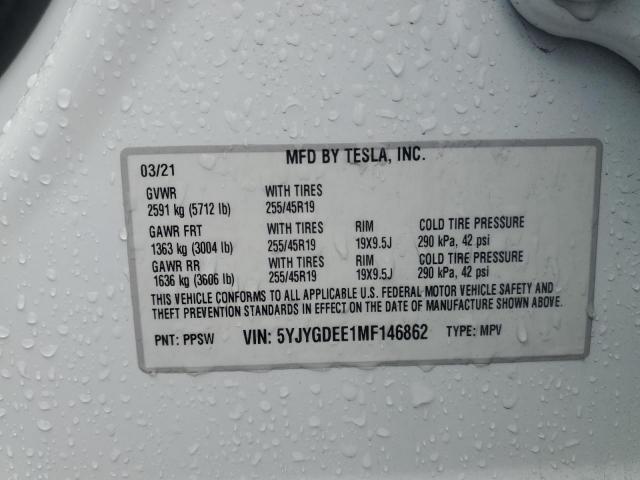 MFD BY TESLA, INC.
03/21
GVWR WITH TIRES
2591 kg (5712 lb) 255/45R19
GAWR FRT WITH TIRES RIM COLD TIRE PRESSURE
1363 kg (3004 lb) 255/45R19 19X9.5J 290 kPa, 42 psi
GAWR RR WITH TIRES RIM COLD TIRE PRESSURE
1636 kg (3606 lb) 255/45R19 19X9.5J 290 kPa, 42 psi
THIS VEHICLE CONFORMS TO ALL APPLICABLE U.S. FEDERAL MOTOR VEHICLE SAFETY AND
THEFT PREVENTION STANDARDS IN EFFECT ON THE DATE OF MANUFACTURE SHOWN ABOVE.
PNT: PPSW VIN: 5YJYGDEE1MF146862 TYPE: MPV